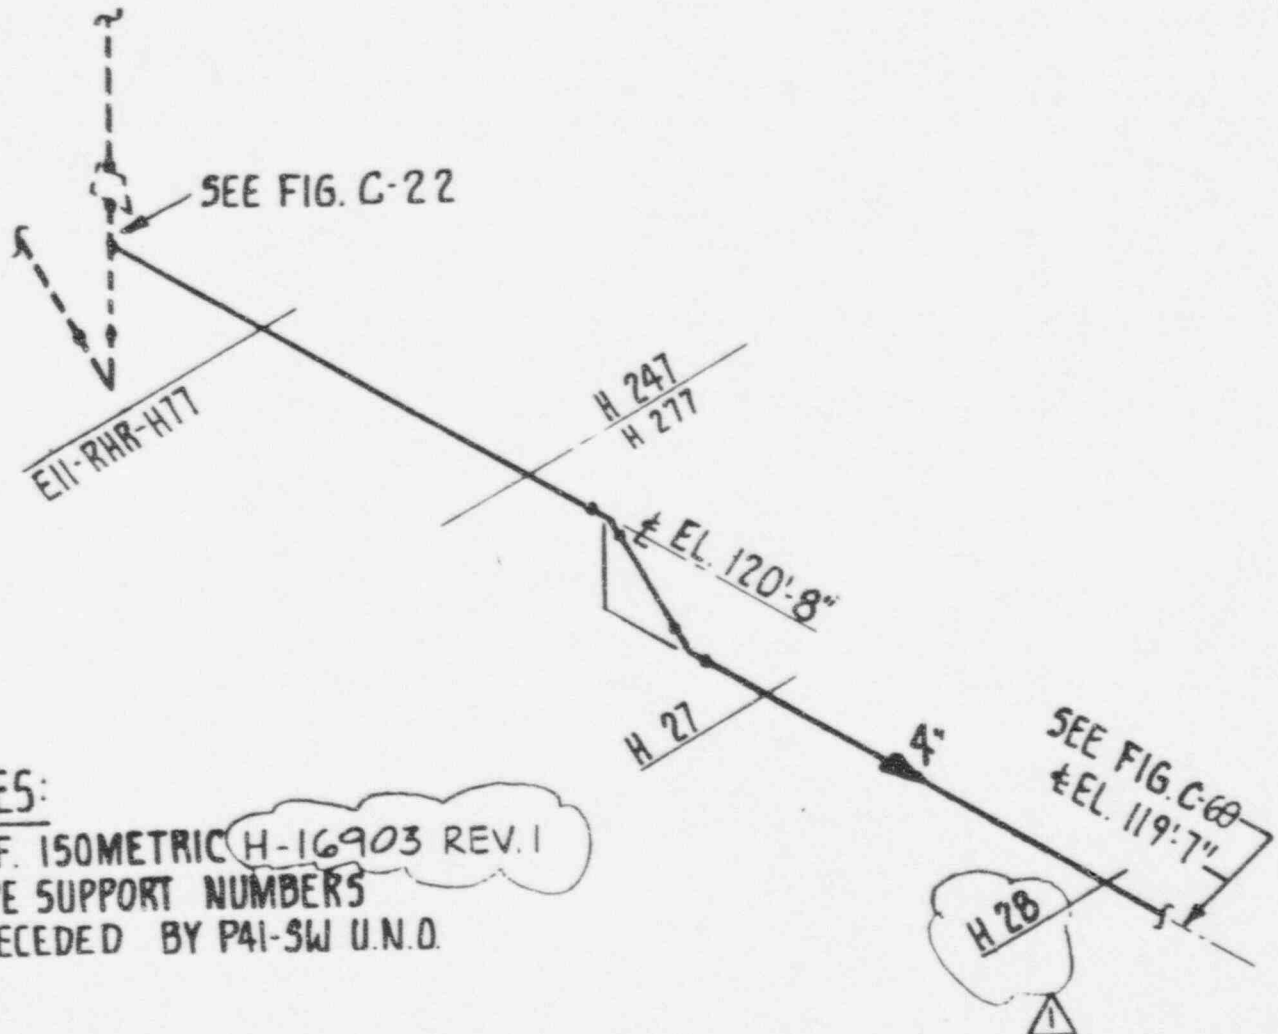 SEE FIG. C-22
E11-RHR-H77
H 247
H 277
℄ EL. 120'-8"
H 27
4"
SEE FIG. C-60
℄ EL. 119'-7"
H 28
1
ES:
F. ISOMETRIC H-16903 REV. 1
PE SUPPORT NUMBERS
ECEDED BY P41-SW U.N.O.